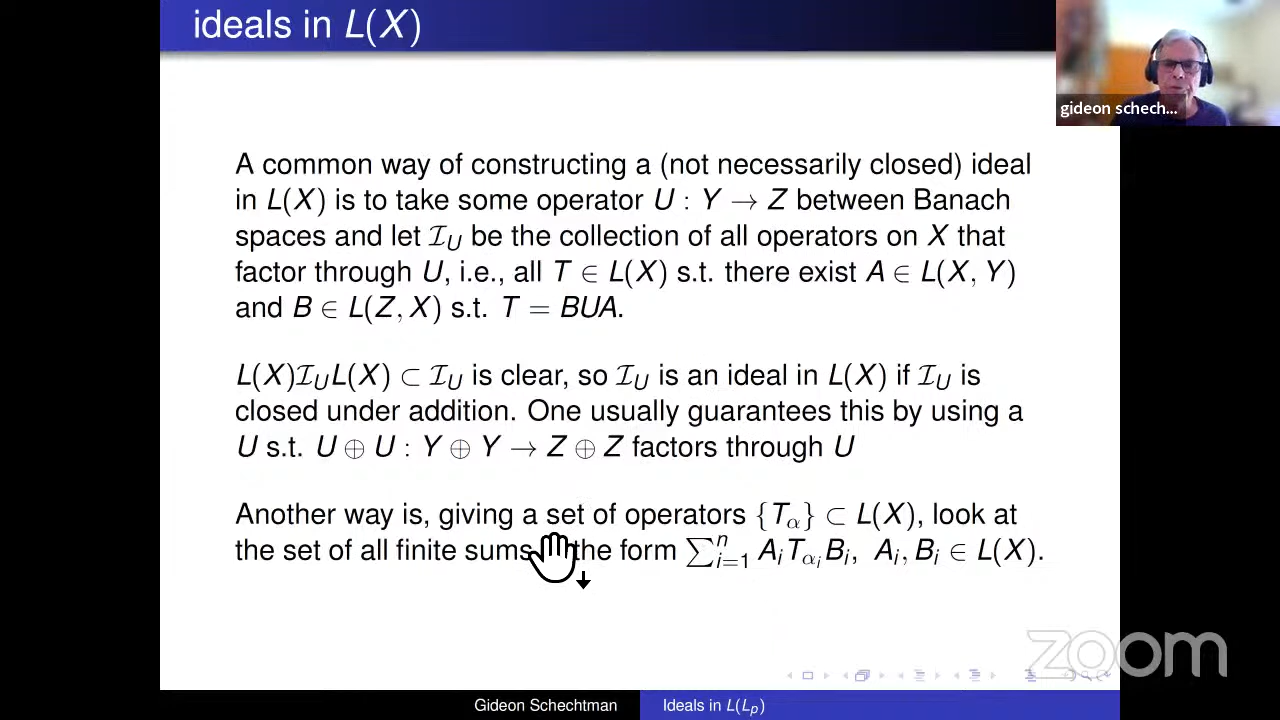 ideals in L(X)
gideon schech...
A common way of constructing a (not necessarily closed) ideal
in L(X) is to take some operator U : Y → Z between Banach
spaces and let 𝓘_U be the collection of all operators on X that
factor through U, i.e., all T ∈ L(X) s.t. there exist A ∈ L(X, Y)
and B ∈ L(Z, X) s.t. T = BUA.
L(X)𝓘_U L(X) ⊂ 𝓘_U is clear, so 𝓘_U is an ideal in L(X) if 𝓘_U is
closed under addition. One usually guarantees this by using a
U s.t. U ⊕ U : Y ⊕ Y → Z ⊕ Z factors through U
Another way is, giving a set of operators {T_α} ⊂ L(X), look at
the set of all finite sums the form ∑_{i=1}^n A_i T_{α_i} B_i, A_i, B_i ∈ L(X).
zoom
Gideon Schechtman Ideals in L(L_p)